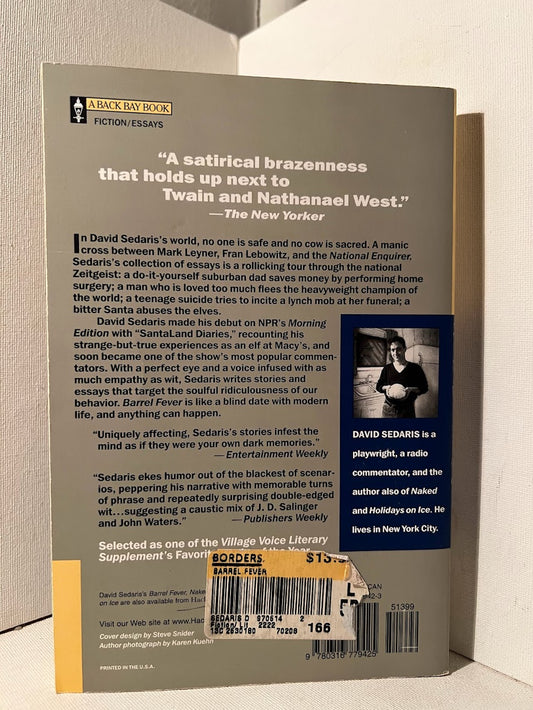 A BACK BAY BOOK
FICTION/ESSAYS
“A satirical brazenness
that holds up next to
Twain and Nathanael West.”
—The New Yorker
In David Sedaris’s world, no one is safe and no cow is sacred. A manic
cross between Mark Leyner, Fran Lebowitz, and the National Enquirer,
Sedaris’s collection of essays is a rollicking tour through the national
Zeitgeist: a do-it-yourself suburban dad saves money by performing home
surgery; a man who is loved too much flees the heavyweight champion of
the world; a teenage suicide tries to incite a lynch mob at her funeral; a
bitter Santa abuses the elves.
David Sedaris made his debut on NPR’s Morning
Edition with “SantaLand Diaries,” recounting his
strange-but-true experiences as an elf at Macy’s, and
soon became one of the show’s most popular commen-
tators. With a perfect eye and a voice infused with as
much empathy as wit, Sedaris writes stories and
essays that target the soulful ridiculousness of our
behavior. Barrel Fever is like a blind date with modern
life, and anything can happen.
“Uniquely affecting, Sedaris’s stories infest the
mind as if they were your own dark memories.”
— Entertainment Weekly
“Sedaris ekes humor out of the blackest of scenar-
ios, peppering his narrative with memorable turns
of phrase and repeatedly surprising double-edged
wit…suggesting a caustic mix of J. D. Salinger
and John Waters.”
— Publishers Weekly
Selected as one of the Village Voice Literary
Supplement’s Favorite
DAVID SEDARIS is a
playwright, a radio
commentator, and the
author also of Naked
and Holidays on Ice. He
lives in New York City.
BORDERS
BARREL FEVER
SEDARIS D 970514 2
Fiction/Lit 2222
166
David Sedaris’s Barrel Fever, Naked
on Ice are also available from
Visit our Web site at
Cover design by Steve Snider
Author photograph by Karen Kuehn
PRINTED IN THE U.S.A.
CAN
51399
9 780316 779425